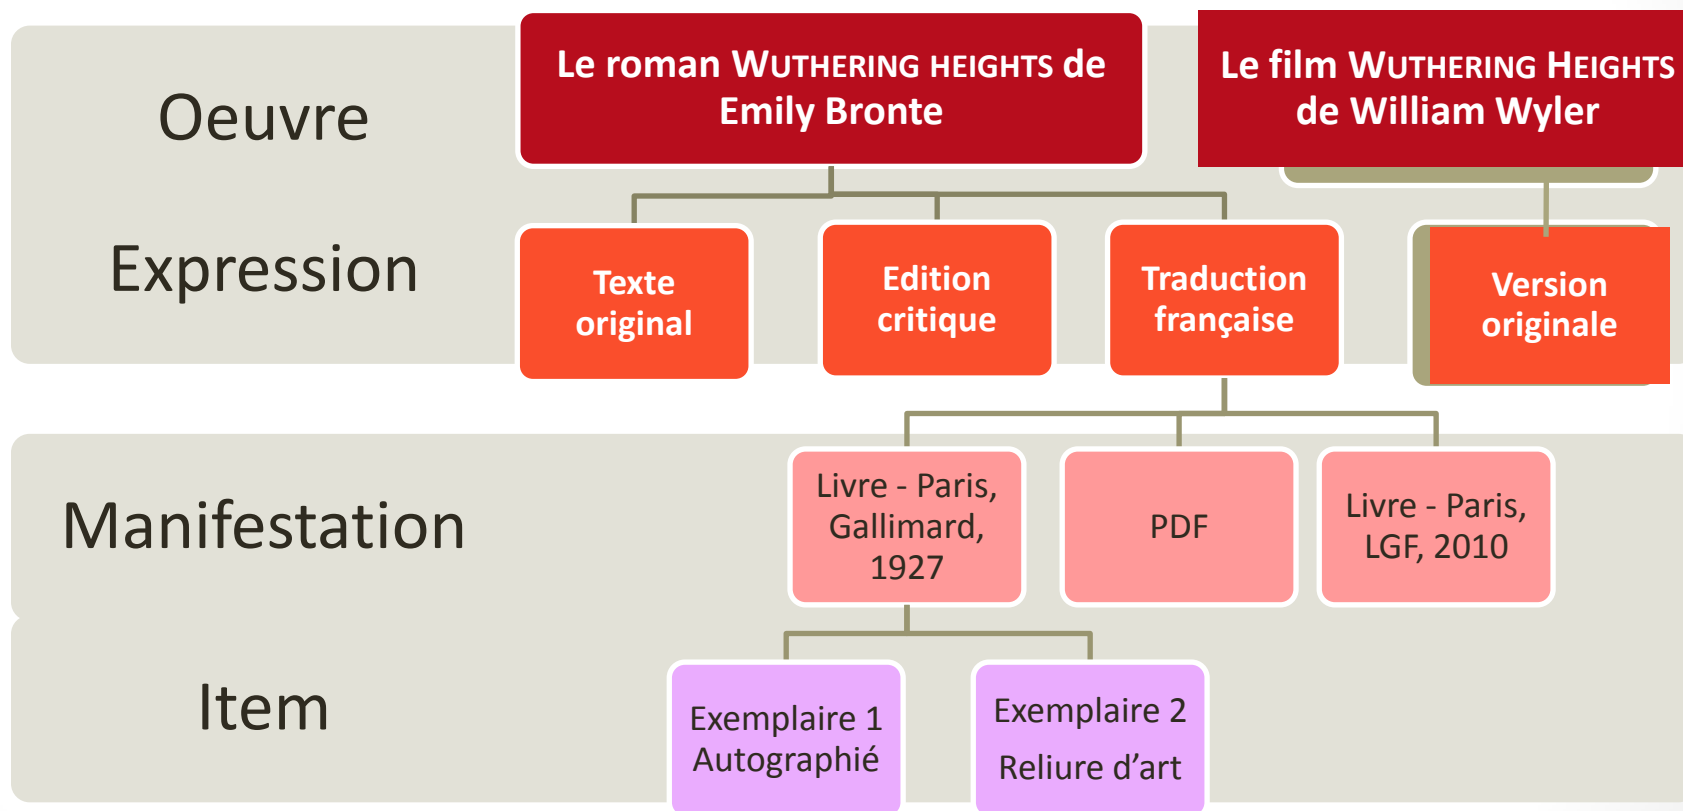 Oeuvre
Le roman WUTHERING HEIGHTS de
Emily Bronte
Le film WUTHERING HEIGHTS
de William Wyler
Expression
Texte
original
Edition
critique
Traduction
française
Version
originale
Manifestation
Livre - Paris,
Gallimard,
1927
PDF
Livre - Paris,
LGF, 2010
Item
Exemplaire 1
Autographié
Exemplaire 2
Reliure d’art